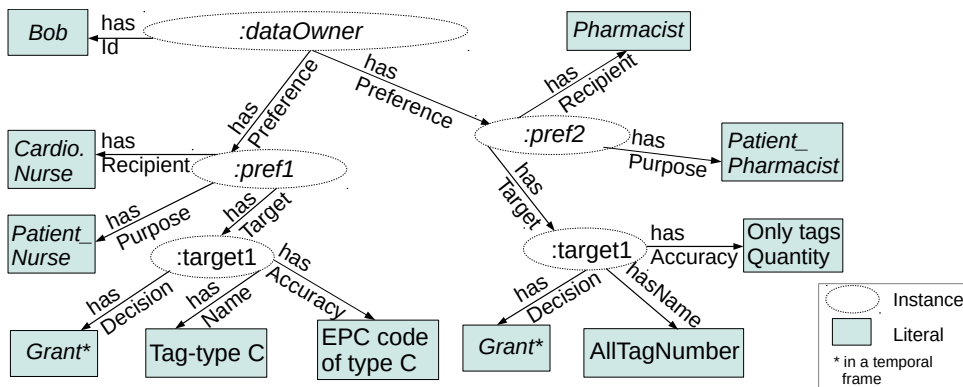 Bob
has
Id
:dataOwner
Pharmacist
has
Preference
has
Preference
has
Recipient
Cardio.
Nurse
has
Recipient
:pref1
:pref2
has
Purpose
Patient_
Pharmacist
Patient_
Nurse
has
Purpose
has
Target
has
Target
:target1
:target1
has
Accuracy
Only tags
Quantity
has
Decision
has
Name
has
Accuracy
has
Decision
hasName
Grant*
Tag-type C
EPC code
of type C
Grant*
AllTagNumber
Instance
Literal
* in a temporal
frame